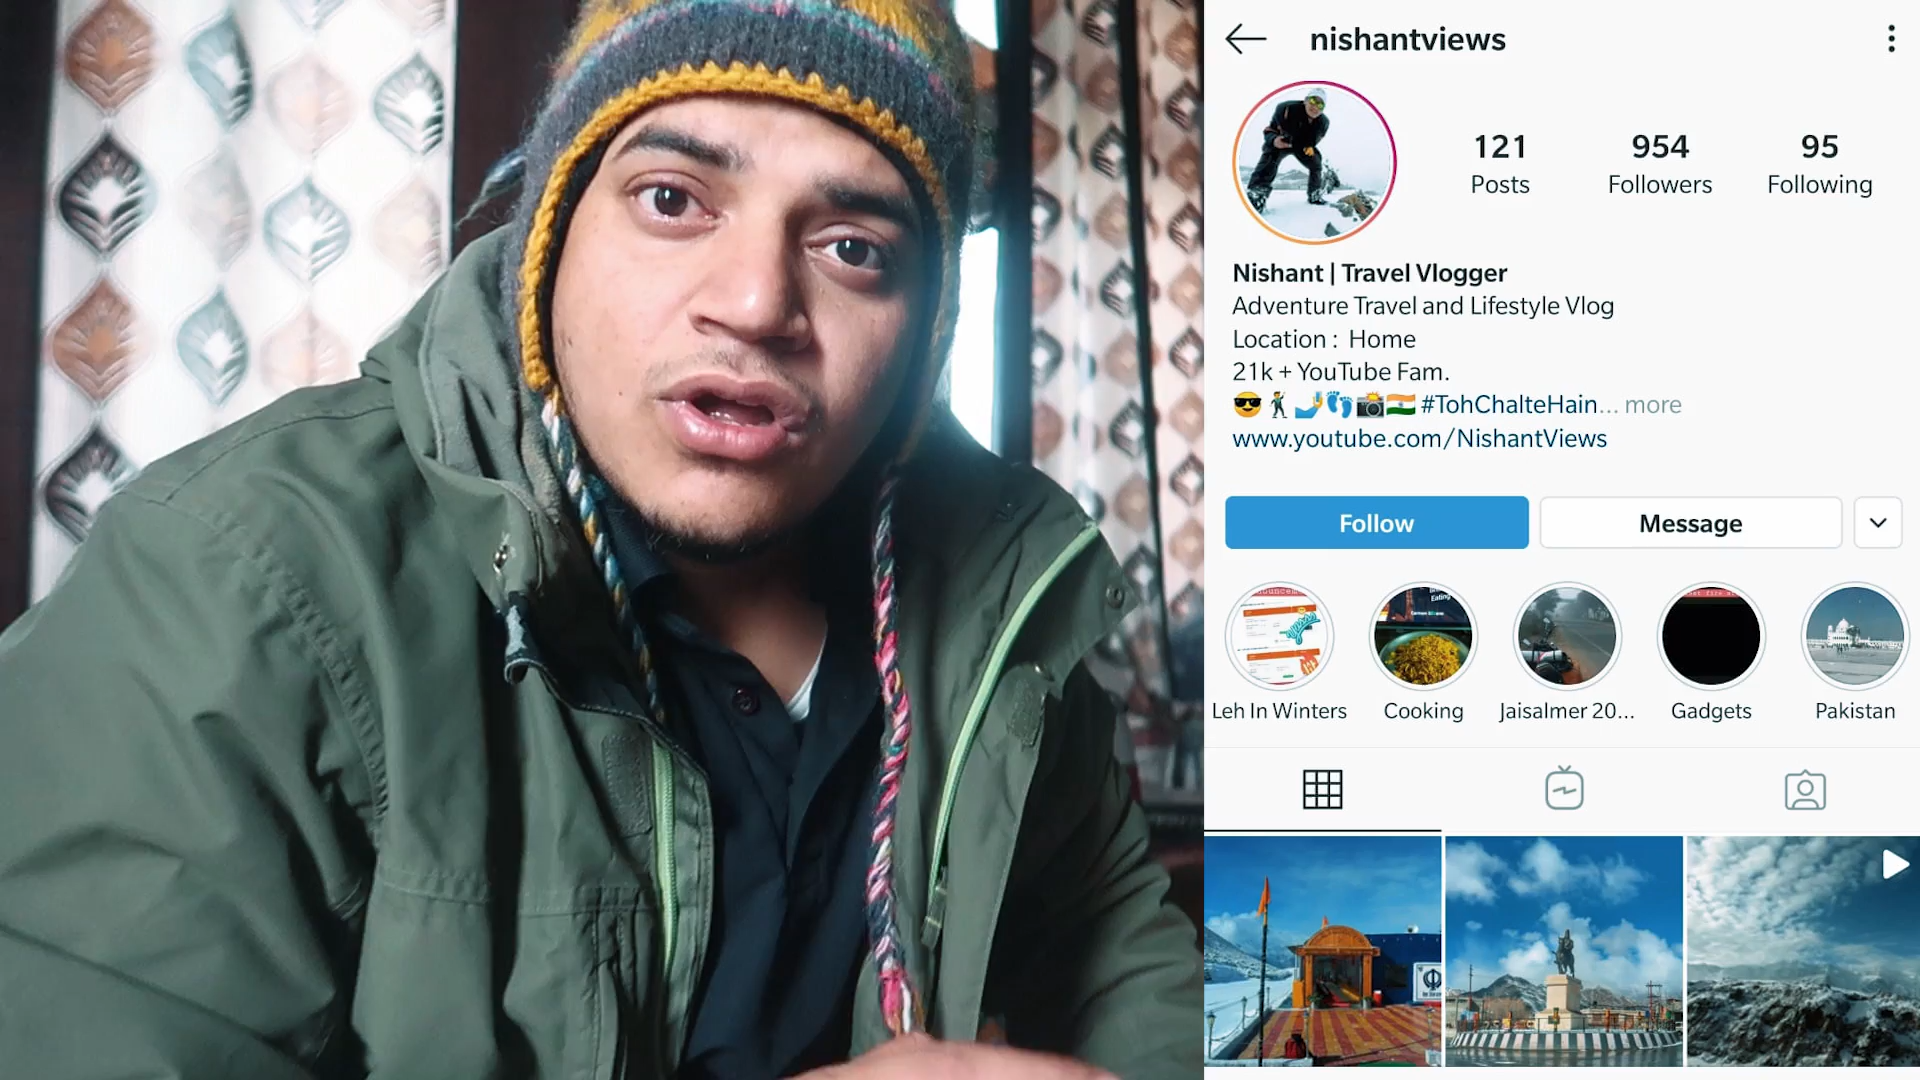 nishantviews
121
Posts
954
Followers
95
Following
Nishant | Travel Vlogger
Adventure Travel and Lifestyle Vlog
Location : Home
21k + YouTube Fam.
😎🕺🤳👣📸🇮🇳 #TohChalteHain... more
www.youtube.com/NishantViews
Follow
Message
Eating
Leh In Winters
Cooking
Jaisalmer 20...
Gadgets
Pakistan